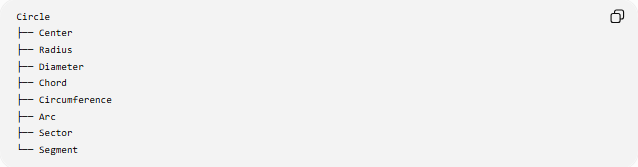 Circle
├── Center
├── Radius
├── Diameter
├── Chord
├── Circumference
├── Arc
├── Sector
└── Segment